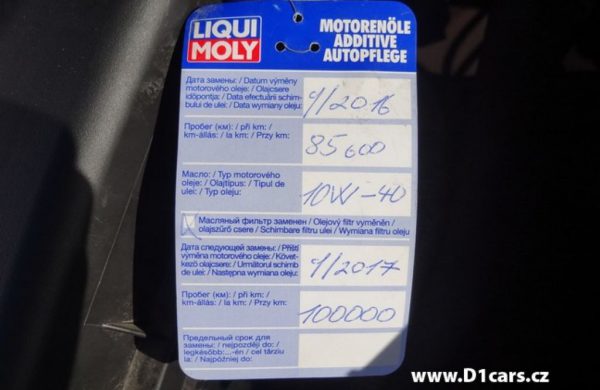 LIQUI
MOLY
MOTORENÖLE
ADDITIVE
AUTOPFLEGE
Дата замены: / Datum výměny
motorového oleje: / Olajcsere
időpontja: / Data efectuării schim-
bului de ulei: / Data wymiany oleju:
9/2016
Пробег (км): / při km: /
km-állás: / la km: / Przy km:
85600
Масло: / Typ motorového
oleje: / Olajtípus: / Tipul de
ulei: / Typ oleju:
10W-40
Масляный фильтр заменен / Olejový filtr vyměněn /
olajszűrő csere / Schimbare filtru ulei / Wymiana filtru oleju
Дата следующей замены: / Příští
výměna motorového oleje: / Követ-
kező olajcsere: / Următorul schimb
de ulei: / Następna wymiana oleju:
9/2017
Пробег (км): / při km: /
km-állás: / la km: / Przy km:
100000
Предельный срок для
замены: / nejpozději do: /
legkésőbb:...-én / cel târziu
la: / Najpóźniej do:
www.D1cars.cz